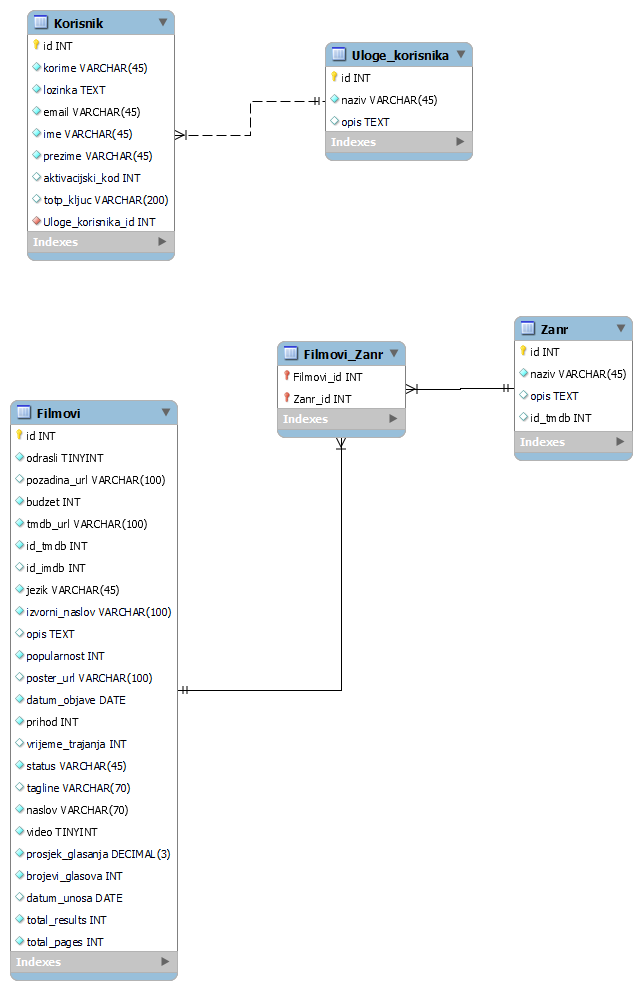 Korisnik
id INT
korime VARCHAR(45)
lozinka TEXT
email VARCHAR(45)
ime VARCHAR(45)
prezime VARCHAR(45)
aktivacijski_kod INT
totp_kljuc VARCHAR(200)
Uloge_korisnika_id INT
Indexes
Uloge_korisnika
id INT
naziv VARCHAR(45)
opis TEXT
Indexes
Filmovi_Zanr
Filmovi_id INT
Zanr_id INT
Indexes
Zanr
id INT
naziv VARCHAR(45)
opis TEXT
id_tmdb INT
Indexes
Filmovi
id INT
odrasli TINYINT
pozadina_url VARCHAR(100)
budzet INT
tmdb_url VARCHAR(100)
id_tmdb INT
id_imdb INT
jezik VARCHAR(45)
izvorni_naslov VARCHAR(100)
opis TEXT
popularnost INT
poster_url VARCHAR(100)
datum_objave DATE
prihod INT
vrijeme_trajanja INT
status VARCHAR(45)
tagline VARCHAR(70)
naslov VARCHAR(70)
video TINYINT
prosjek_glasanja DECIMAL(3)
brojevi_glasova INT
datum_unosa DATE
total_results INT
total_pages INT
Indexes